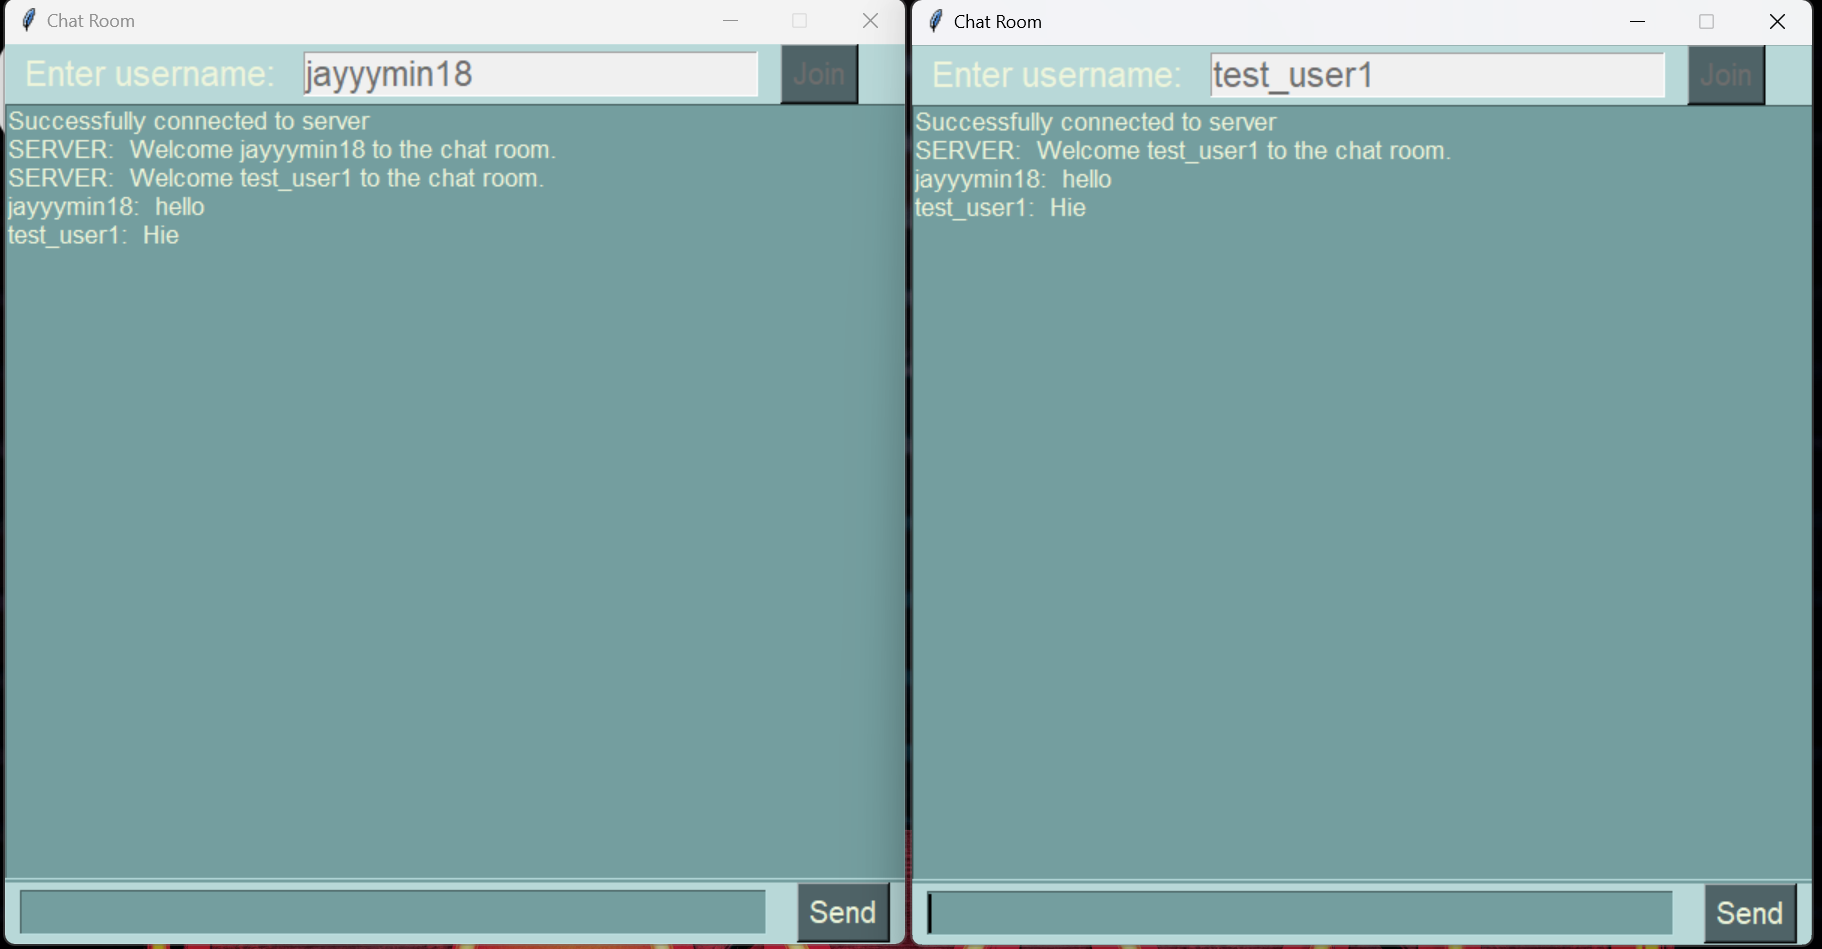 Chat Room
Enter username: jayyymin18 Join
Successfully connected to server
SERVER: Welcome jayyymin18 to the chat room.
SERVER: Welcome test_user1 to the chat room.
jayyymin18: hello
test_user1: Hie
Send
Chat Room
Enter username: test_user1 Join
Successfully connected to server
SERVER: Welcome test_user1 to the chat room.
jayyymin18: hello
test_user1: Hie
Send